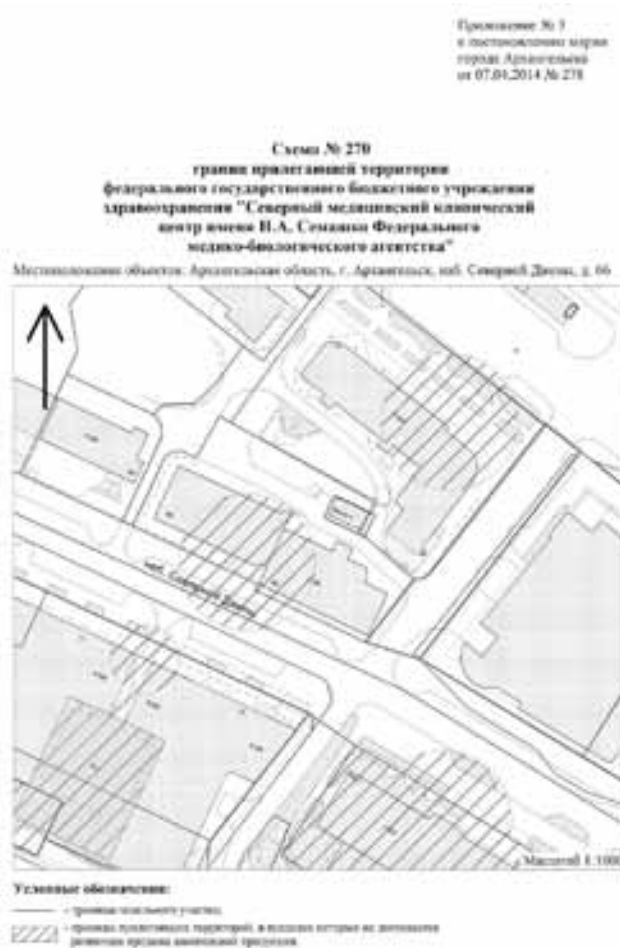 Приложение № 3
к постановлению мэрии
города Архангельска
от 07.04.2014 № 278
Схема № 270
границ прилегающей территории
федерального государственного бюджетного учреждения
здравоохранения "Северный медицинский клинический
центр имени Н.А. Семашко Федерального
медико-биологического агентства"
Местоположение объектов: Архангельская область, г. Архангельск, наб. Северной Двины, д. 66
наб. Северной Двины
Масштаб 1:1000
Условные обозначения:
- граница земельного участка;
- граница прилегающих территорий, в пределах которых не допускается
розничная продажа алкогольной продукции